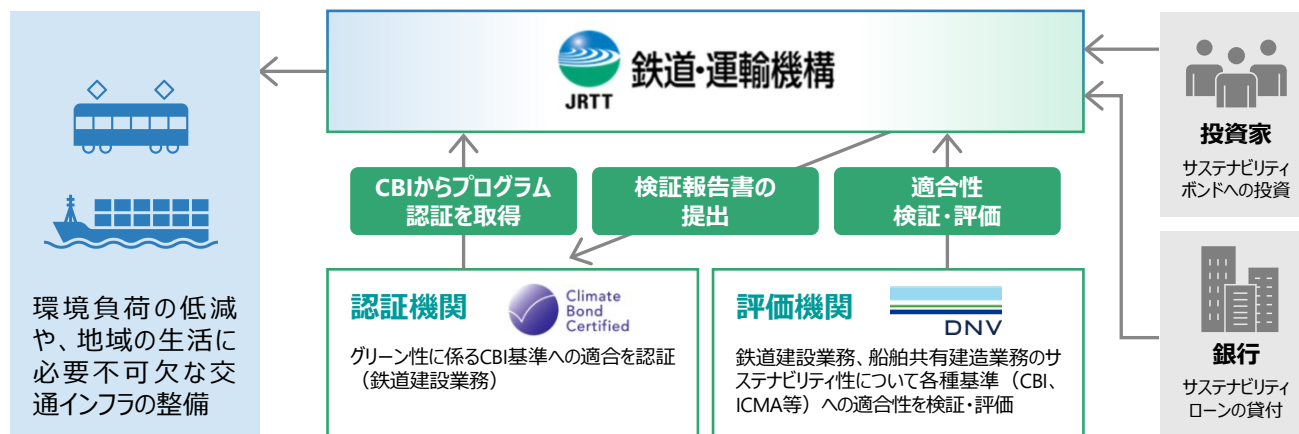 JRTT
鉄道・運輸機構
環境負荷の低減
や、地域の生活に
必要不可欠な交
通インフラの整備
CBIからプログラム
認証を取得
検証報告書の
提出
適合性
検証・評価
認証機関
Climate
Bond
Certified
グリーン性に係るCBI基準への適合を認証
（鉄道建設業務）
評価機関
DNV
鉄道建設業務、船舶共有建造業務のサ
ステナビリティ性について各種基準（CBI、
ICMA等）への適合性を検証・評価
投資家
サステナビリティ
ボンドへの投資
銀行
サステナビリティ
ローンの貸付